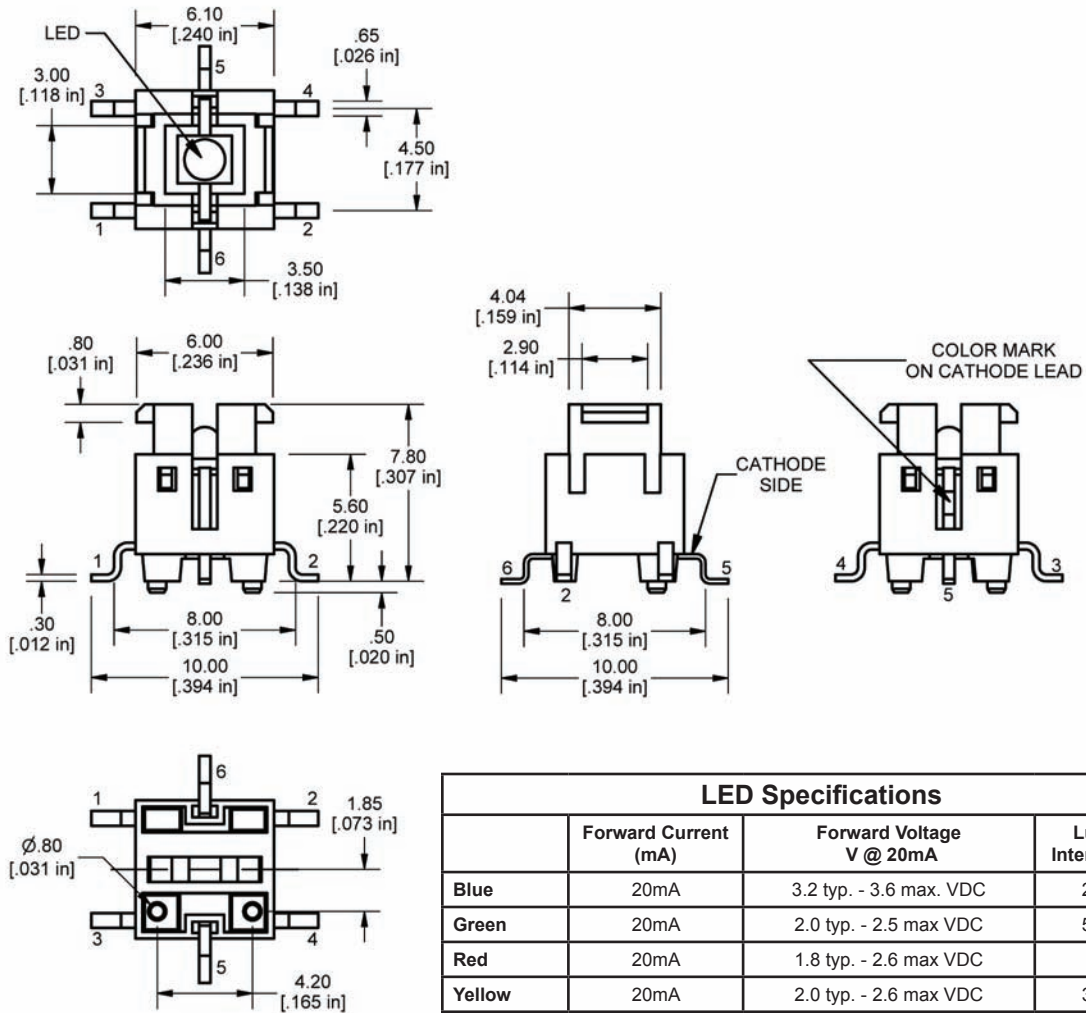 6.10
[.240 in]
LED
5
.65
[.026 in]
3.00
[.118 in]
3
4
4.50
[.177 in]
1
2
6
3.50
[.138 in]
.80
[.031 in]
6.00
[.236 in]
7.80
[.307 in]
5.60
[.220 in]
1
2
.30
[.012 in]
8.00
[.315 in]
.50
[.020 in]
10.00
[.394 in]
4.04
[.159 in]
2.90
[.114 in]
CATHODE
SIDE
6
5
2
8.00
[.315 in]
10.00
[.394 in]
COLOR MARK
ON CATHODE LEAD
4
3
5
6
1
2
1.85
[.073 in]
Ø.80
[.031 in]
3
4
5
4.20
[.165 in]
LED Specifications
Forward Current
(mA)
Forward Voltage
V @ 20mA
Blue 20mA 3.2 typ. - 3.6 max. VDC
Green 20mA 2.0 typ. - 2.5 max VDC
Red 20mA 1.8 typ. - 2.6 max VDC
Yellow 20mA 2.0 typ. - 2.6 max VDC